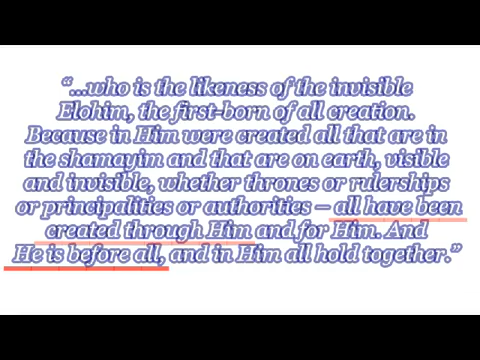 “...who is the likeness of the invisible
Elohim, the first-born of all creation.
Because in Him were created all that are in
the shamayim and that are on earth, visible
and invisible, whether thrones or rulerships
or principalities or authorities – all have been
created through Him and for Him. And
He is before all, and in Him all hold together.”